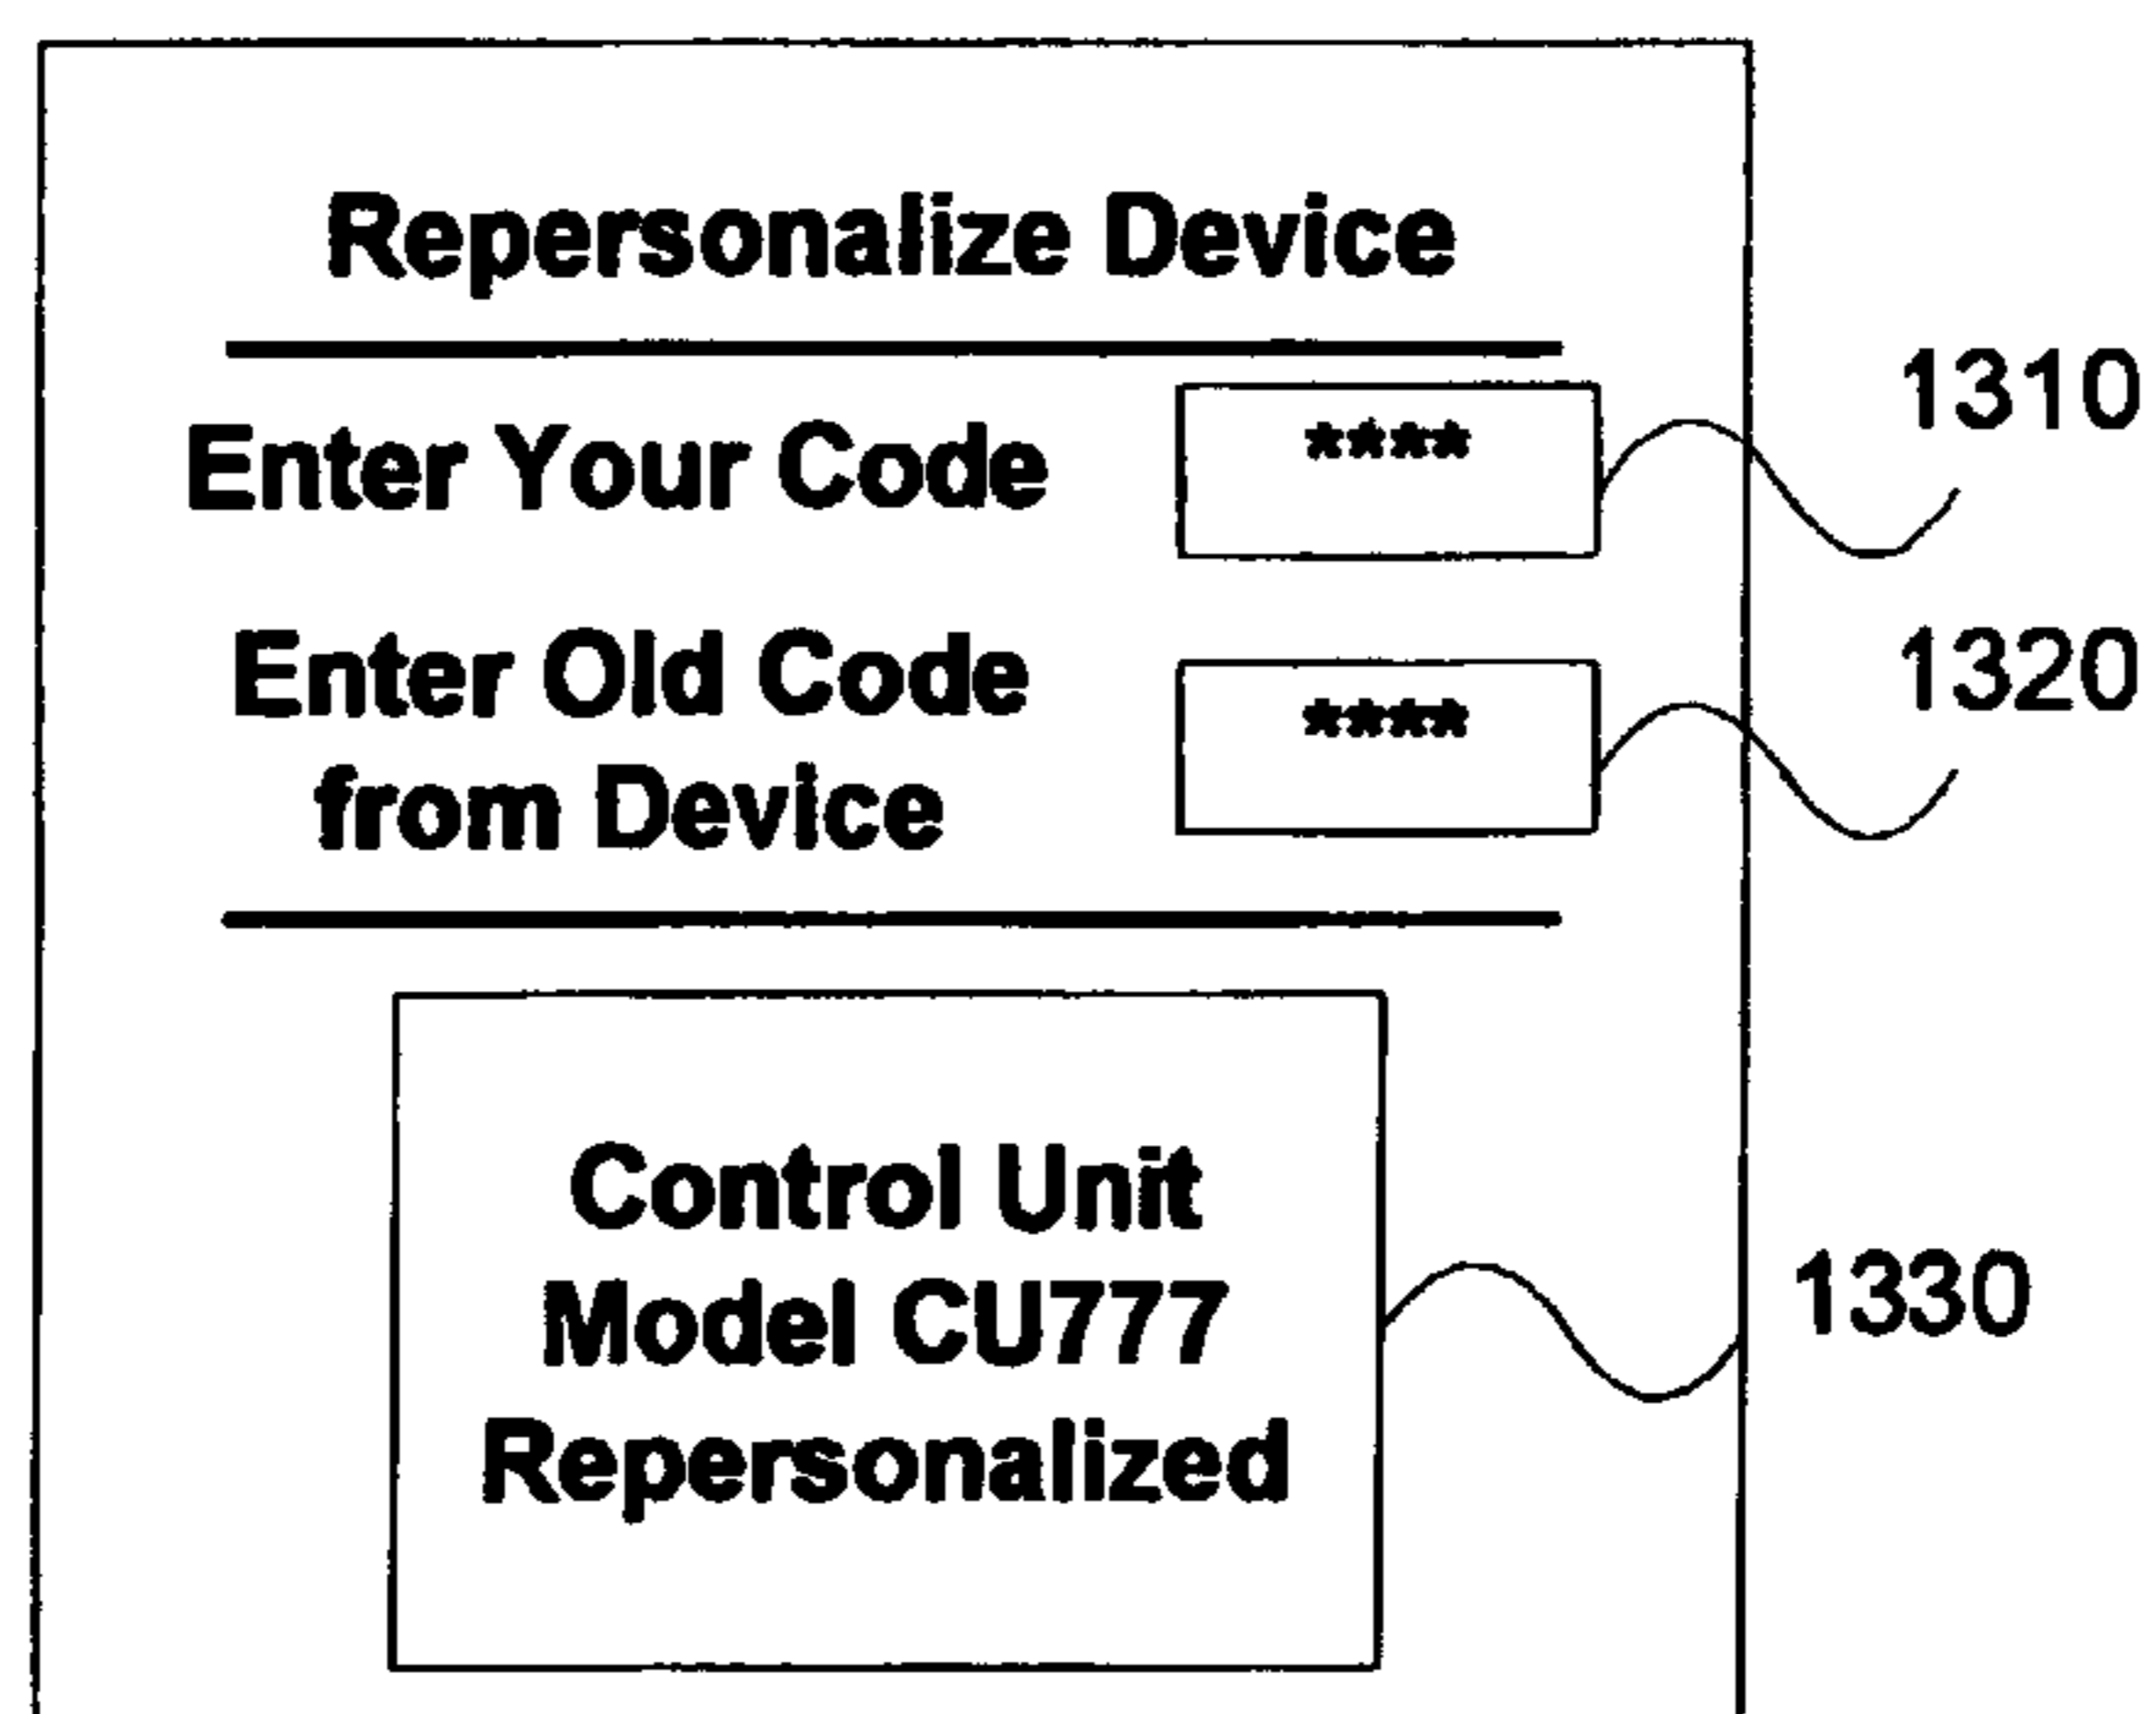 Repersonalize Device
Enter Your Code
****
1310
Enter Old Code
from Device
****
1320
Control Unit
Model CU777
Repersonalized
1330